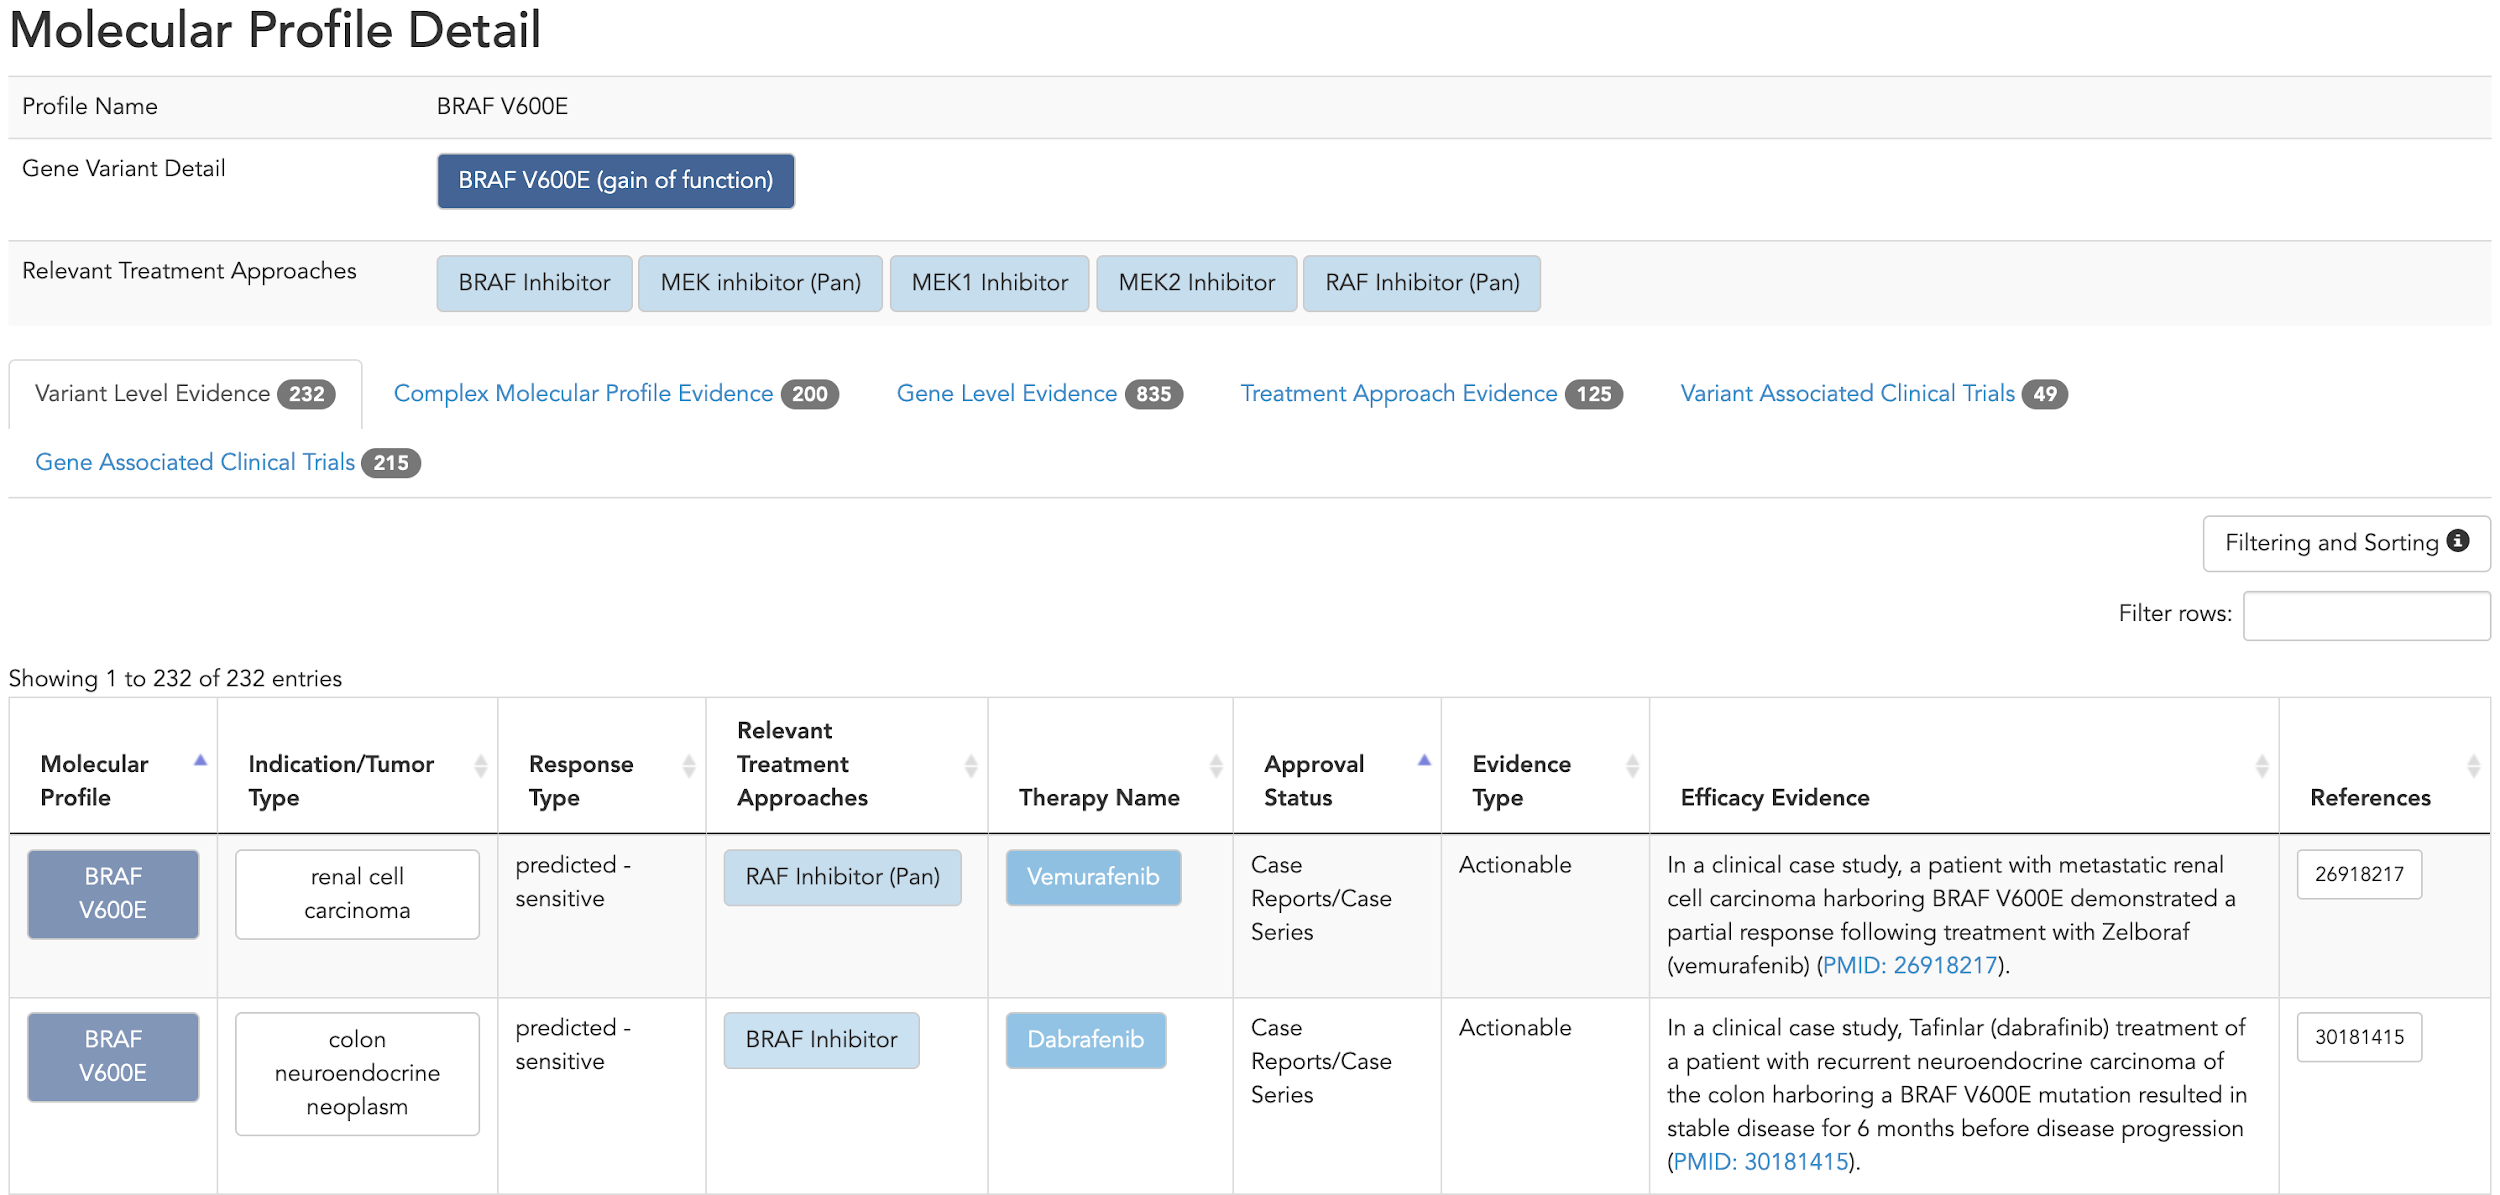 Molecular Profile Detail
Profile Name BRAF V600E
Gene Variant Detail BRAF V600E (gain of function)
Relevant Treatment Approaches BRAF Inhibitor MEK inhibitor (Pan) MEK1 Inhibitor MEK2 Inhibitor RAF Inhibitor (Pan)
Variant Level Evidence 232 Complex Molecular Profile Evidence 200 Gene Level Evidence 835 Treatment Approach Evidence 125 Variant Associated Clinical Trials 49
Gene Associated Clinical Trials 215
Filtering and Sorting
Filter rows:
Showing 1 to 232 of 232 entries
Molecular
Profile
Indication/Tumor
Type
Response
Type
Relevant
Treatment
Approaches
Therapy Name
Approval
Status
Evidence
Type
Efficacy Evidence
References
BRAF
V600E
renal cell
carcinoma
predicted -
sensitive
RAF Inhibitor (Pan)
Vemurafenib
Case
Reports/Case
Series
Actionable
In a clinical case study, a patient with metastatic renal
cell carcinoma harboring BRAF V600E demonstrated a
partial response following treatment with Zelboraf
(vemurafenib) (PMID: 26918217).
26918217
BRAF
V600E
colon
neuroendocrine
neoplasm
predicted -
sensitive
BRAF Inhibitor
Dabrafenib
Case
Reports/Case
Series
Actionable
In a clinical case study, Tafinlar (dabrafinib) treatment of
a patient with recurrent neuroendocrine carcinoma of
the colon harboring a BRAF V600E mutation resulted in
stable disease for 6 months before disease progression
(PMID: 30181415).
30181415